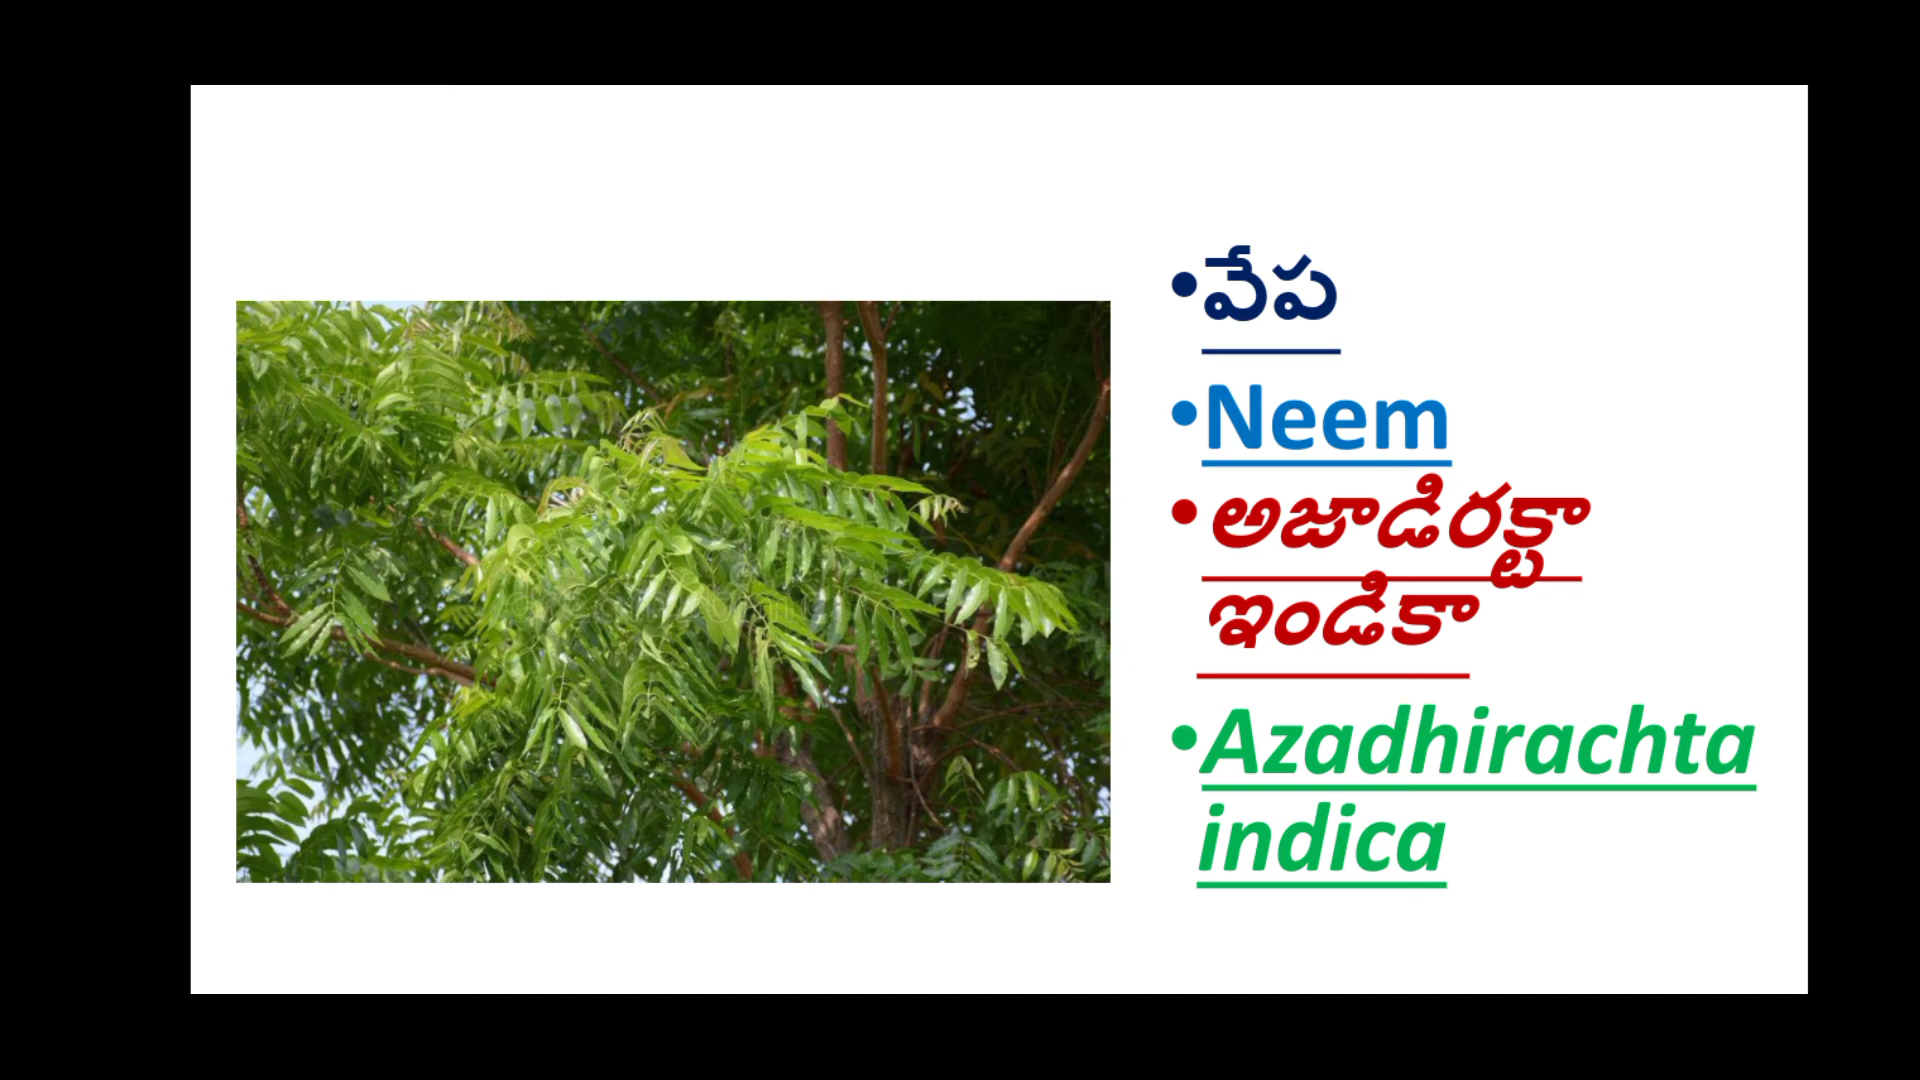 •వేప
•Neem
•అజాడిరక్టా
ఇండికా
•Azadhirachta
indica